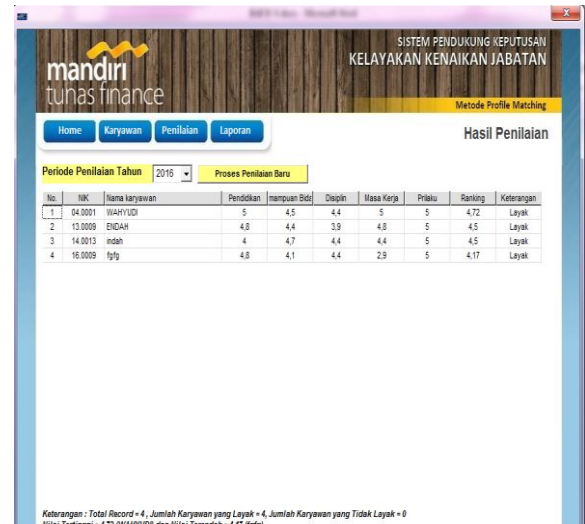 mandiri
tunas finance
SISTEM PENDUKUNG KEPUTUSAN
KELAYAKAN KENAIKAN JABATAN
Metode Profile Matching
Home Karyawan Penilaian Laporan
Hasil Penilaian
Periode Penilaian Tahun 2016 Proses Penilaian Baru
No. NIK Nama karyawan Pendidikan mampuan Bida Disiplin Masa Kerja Prilaku Ranking Keterangan
1 04.0001 WAHYUDI 5 4,5 4,4 5 5 4,72 Layak
2 13.0009 ENDAH 4,8 4,4 3,9 4,8 5 4,5 Layak
3 14.0013 indah 4 4,7 4,4 4,4 5 4,5 Layak
4 16.0009 fgfg 4,8 4,1 4,4 2,9 5 4,17 Layak
Keterangan : Total Record = 4 , Jumlah Karyawan yang Layak = 4, Jumlah Karyawan yang Tidak Layak = 0